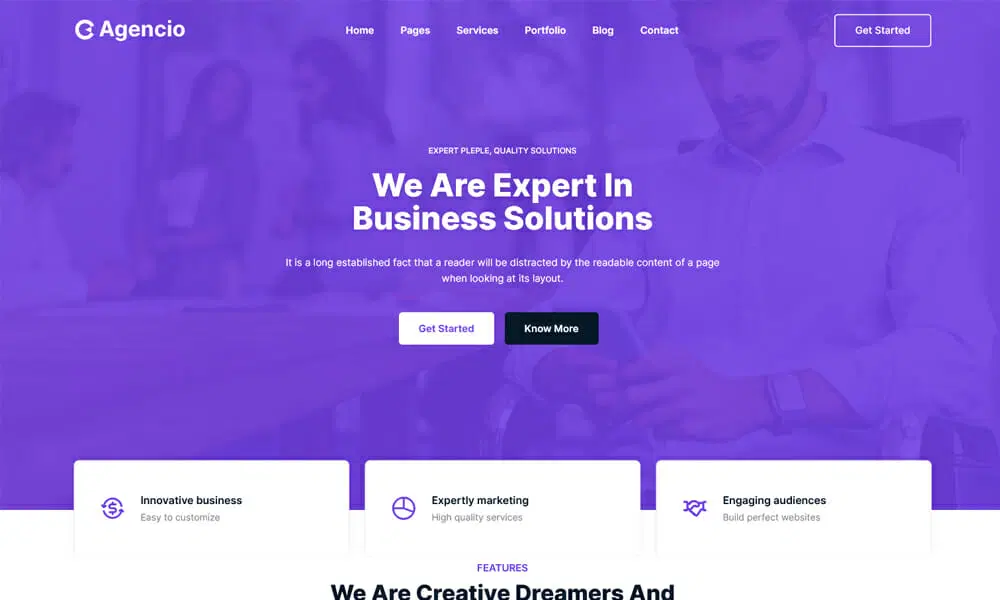 Agencio
Home Pages Services Portfolio Blog Contact
Get Started
EXPERT PLEPLE, QUALITY SOLUTIONS
We Are Expert In
Business Solutions
It is a long established fact that a reader will be distracted by the readable content of a page
when looking at its layout.
Get Started Know More
Innovative business
Easy to customize
Expertly marketing
High quality services
Engaging audiences
Build perfect websites
FEATURES
We Are Creative Dreamers And